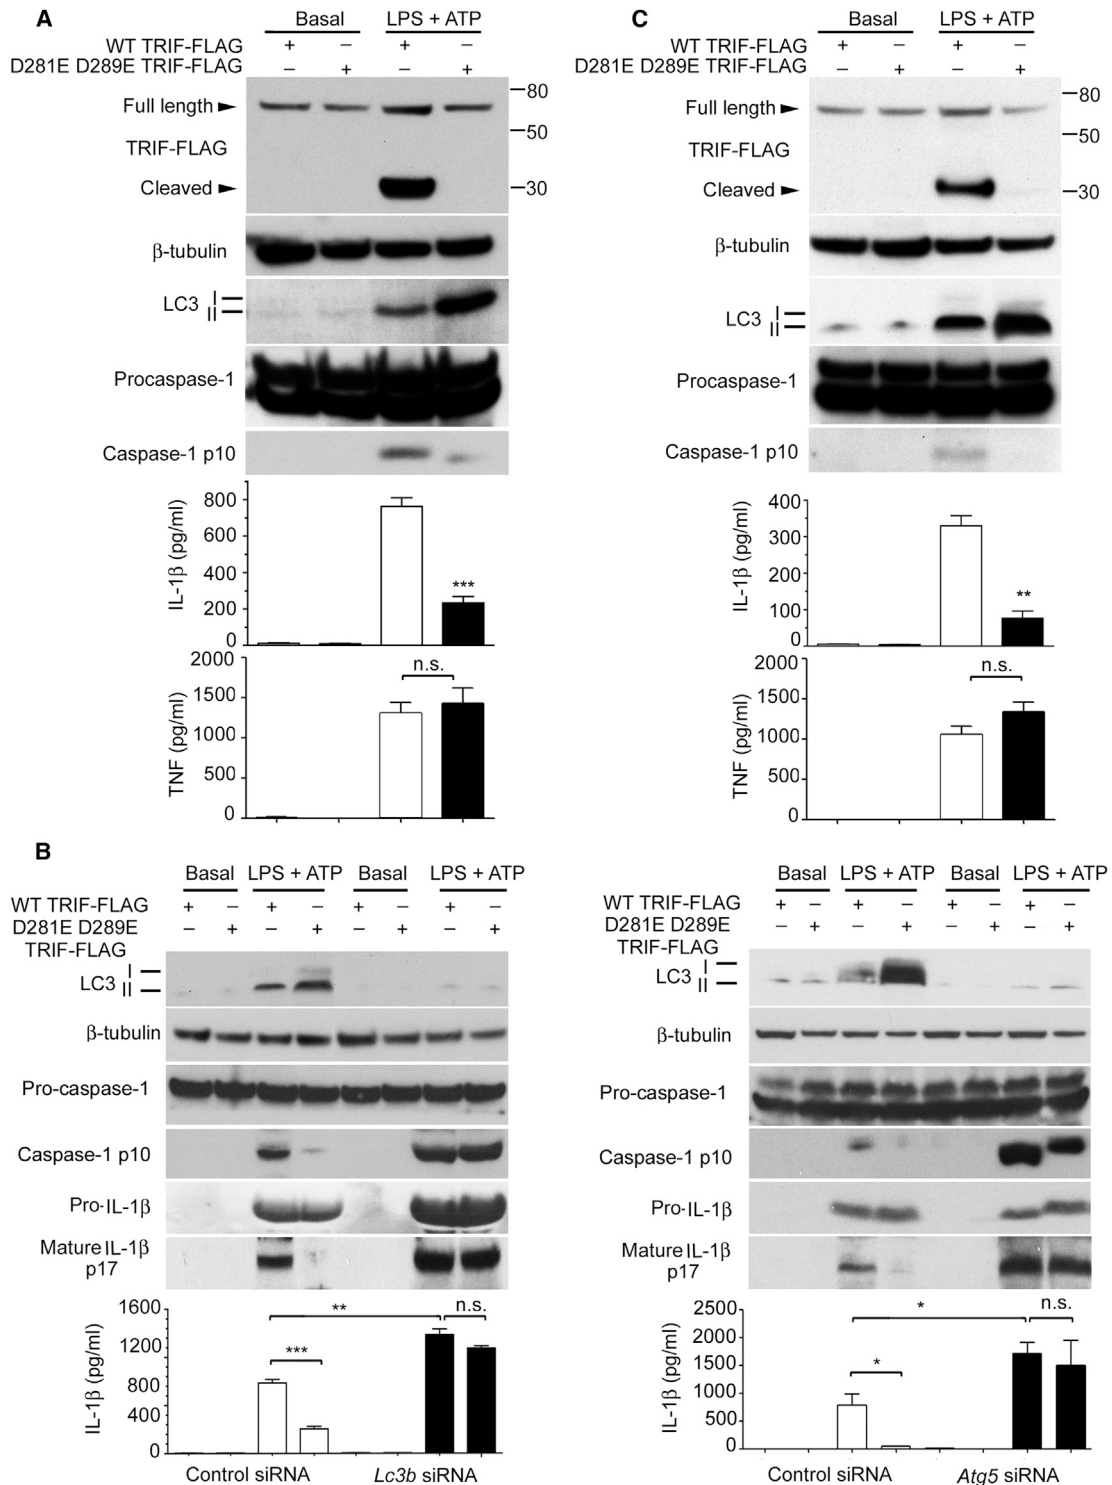 A
Basal LPS + ATP
WT TRIF-FLAG + – + –
D281E D289E TRIF-FLAG – + – +
Full length
TRIF-FLAG
Cleaved
80
50
30
β-tubulin
LC3 I II
Procaspase-1
Caspase-1 p10
IL-1β (pg/ml)
800
600
400
200
0
***
TNF (pg/ml)
2000
1500
1000
500
0
n.s.
C
Basal LPS + ATP
WT TRIF-FLAG + – + –
D281E D289E TRIF-FLAG – + – +
Full length
TRIF-FLAG
Cleaved
80
50
30
β-tubulin
LC3 I II
Procaspase-1
Caspase-1 p10
IL-1β (pg/ml)
400
300
400
100
0
**
TNF (pg/ml)
2000
1500
1000
500
0
n.s.
B
Basal LPS + ATP Basal LPS + ATP
WT TRIF-FLAG + – + – + – + –
D281E D289E – + – + – + – +
TRIF-FLAG
LC3 I II
β-tubulin
Pro-caspase-1
Caspase-1 p10
Pro-IL-1β
Mature IL-1β
p17
IL-1β (pg/ml)
1600
1200
800
400
0
** n.s.
***
Control siRNA Lc3b siRNA
Basal LPS + ATP Basal LPS + ATP
WT TRIF-FLAG + – + – + – + –
D281E D289E – + – + – + – +
TRIF-FLAG
LC3 I II
β-tubulin
Pro-caspase-1
Caspase-1 p10
Pro-IL-1β
Mature IL-1β
p17
IL-1β (pg/ml)
2500
2000
1500
1000
500
0
* n.s.
*
Control siRNA Atg5 siRNA